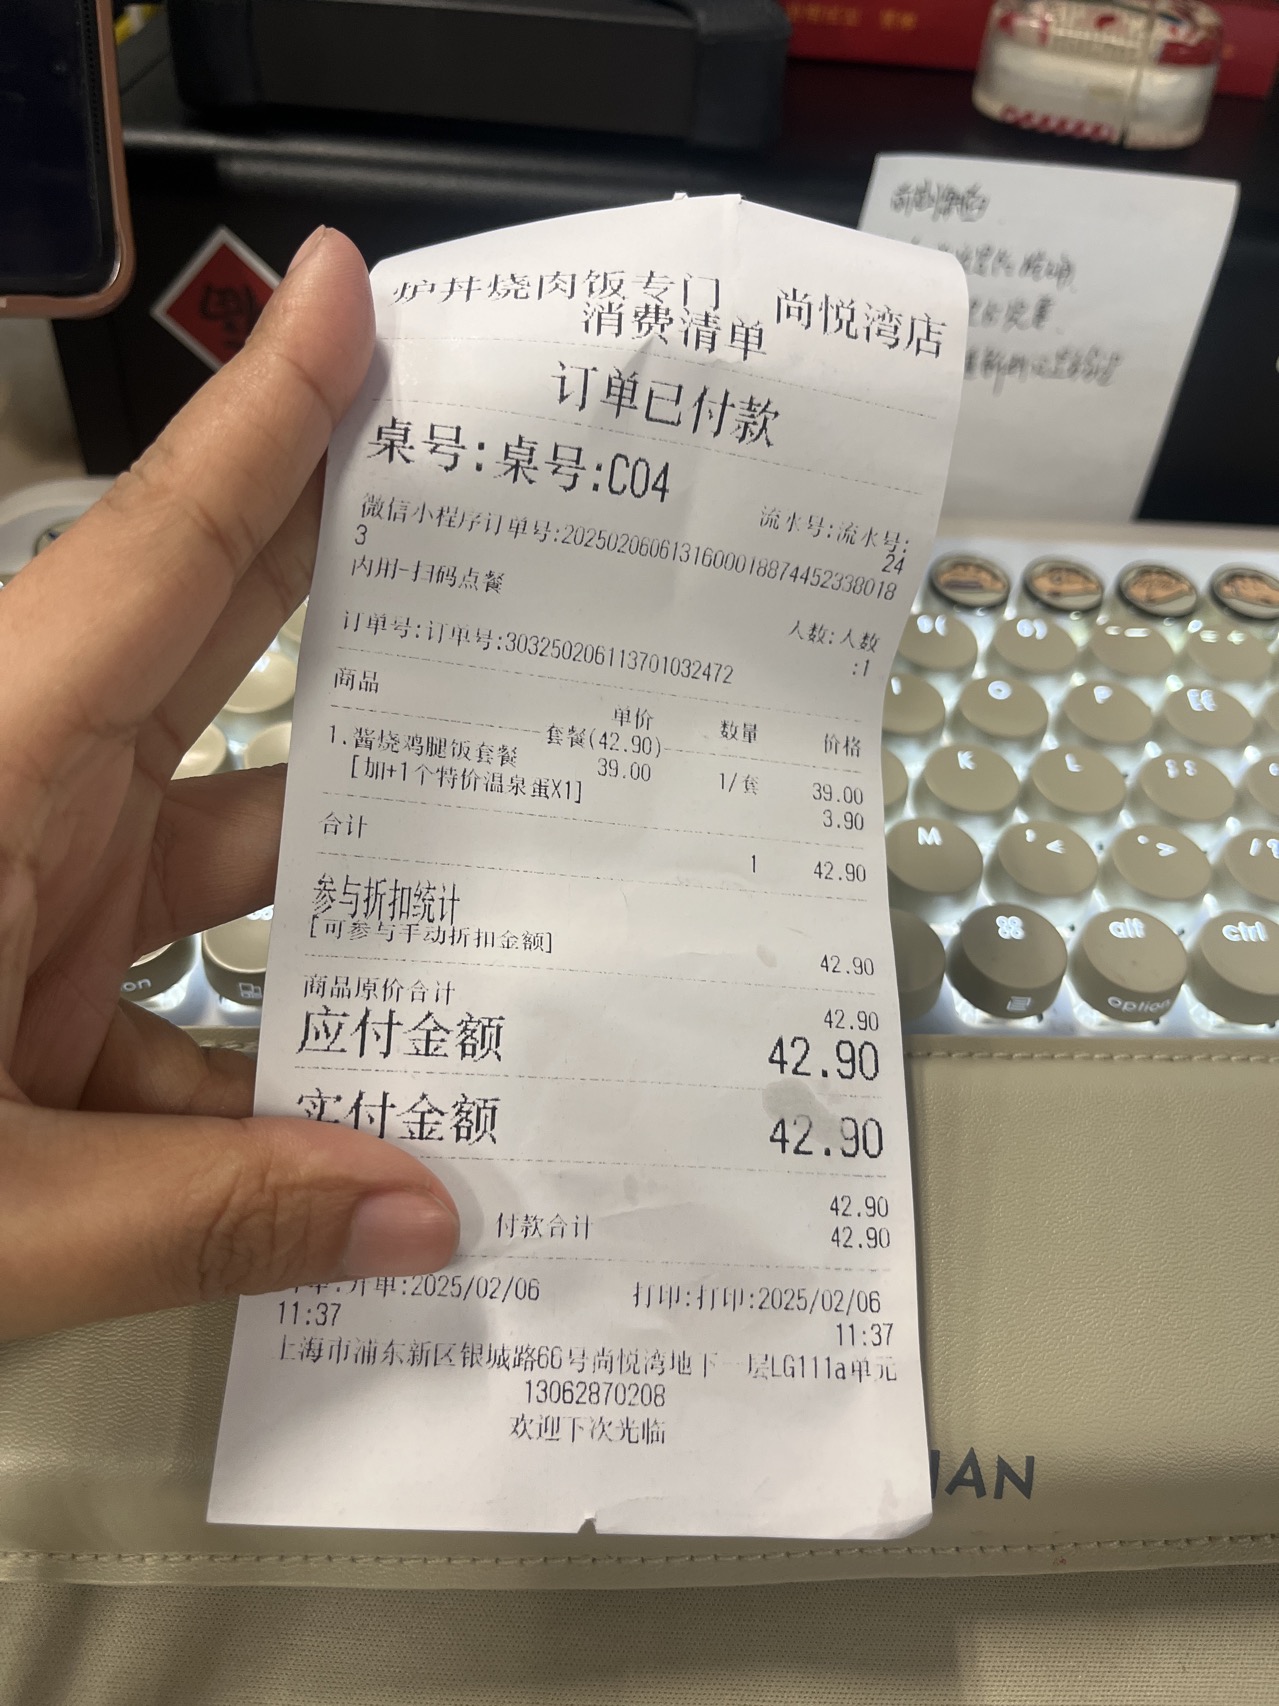 炉丼烧肉饭专门 尚悦湾店
消费清单
订单已付款
桌号:桌号:C04
流水号:流水号:
24
微信小程序订单号:2025020606131600018874452338018
3
内用-扫码点餐
人数:人数
:1
订单号:订单号:303250206113701032472
商品 单价 数量 价格
套餐(42.90)
1.酱烧鸡腿饭套餐 39.00 1/套 39.00
[加+1个特价温泉蛋X1] 3.90
合计 1 42.90
参与折扣统计
[可参与手动折扣金额] 42.90
商品原价合计 42.90
应付金额 42.90
实付金额 42.90
42.90
付款合计 42.90
开单:2025/02/06 打印:打印:2025/02/06
11:37 11:37
上海市浦东新区银城路66号尚悦湾地下一层LG111a单元
13062870208
欢迎下次光临
O P
K L
M
alt ctrl
option